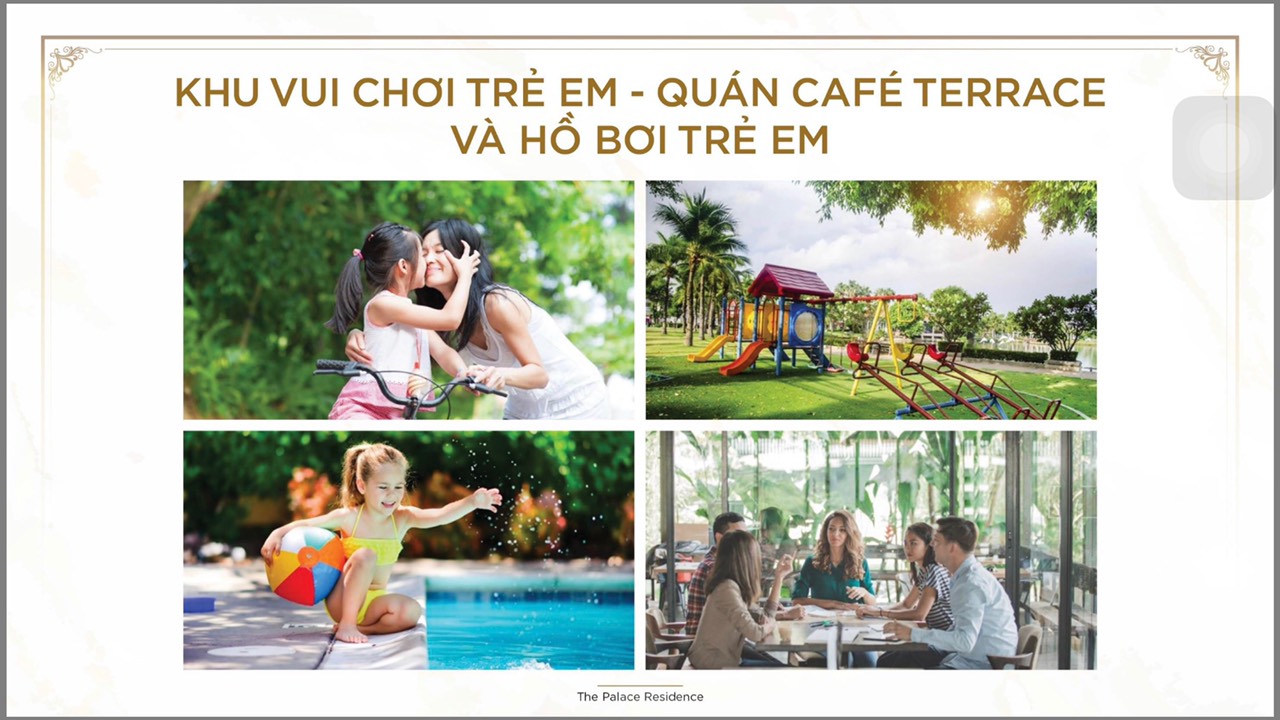 KHU VUI CHƠI TRẺ EM - QUÁN CAFÉ TERRACE
VÀ HỒ BƠI TRẺ EM
The Palace Residence